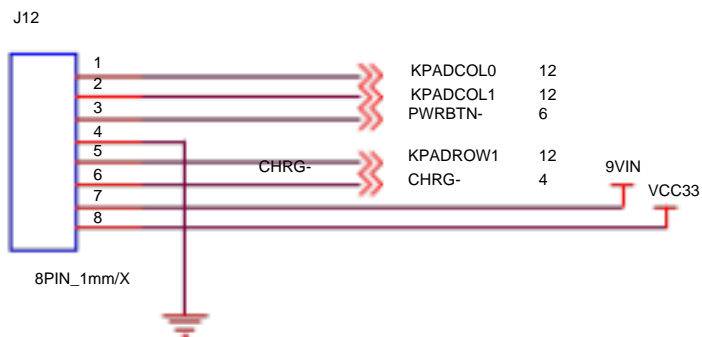 J12
1 KPADCOL0 12
2 KPADCOL1 12
3 PWRBTN- 6
4
5 KPADROW1 12
CHRG- 9VIN
6 CHRG- 4
7 VCC33
8
8PIN_1mm/X